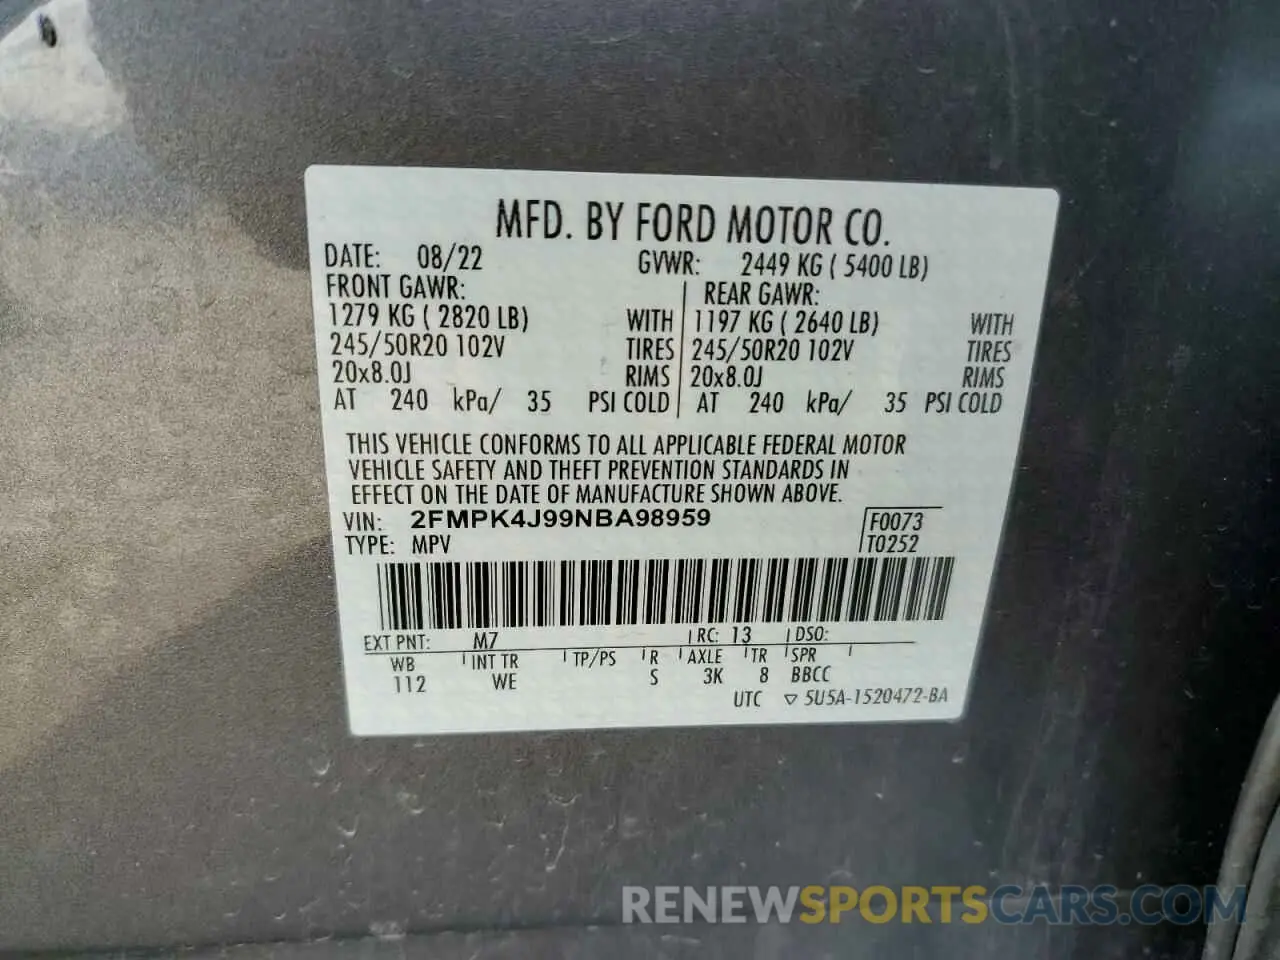 MFD. BY FORD MOTOR CO.
DATE: 08/22 GVWR: 2449 KG ( 5400 LB)
FRONT GAWR: REAR GAWR:
1279 KG ( 2820 LB) WITH 1197 KG ( 2640 LB) WITH
245/50R20 102V TIRES 245/50R20 102V TIRES
20x8.0J RIMS 20x8.0J RIMS
AT 240 kPa/ 35 PSI COLD AT 240 kPa/ 35 PSI COLD
THIS VEHICLE CONFORMS TO ALL APPLICABLE FEDERAL MOTOR
VEHICLE SAFETY AND THEFT PREVENTION STANDARDS IN
EFFECT ON THE DATE OF MANUFACTURE SHOWN ABOVE.
VIN: 2FMPK4J99NBA98959 F0073
TYPE: MPV T0252
EXT PNT: M7 RC: 13 DSO:
WB INT TR TP/PS R AXLE TR SPR
112 WE S 3K 8 BBCC
UTC ▽ 5U5A-1520472-BA
RENEWSPORTSCARS.COM